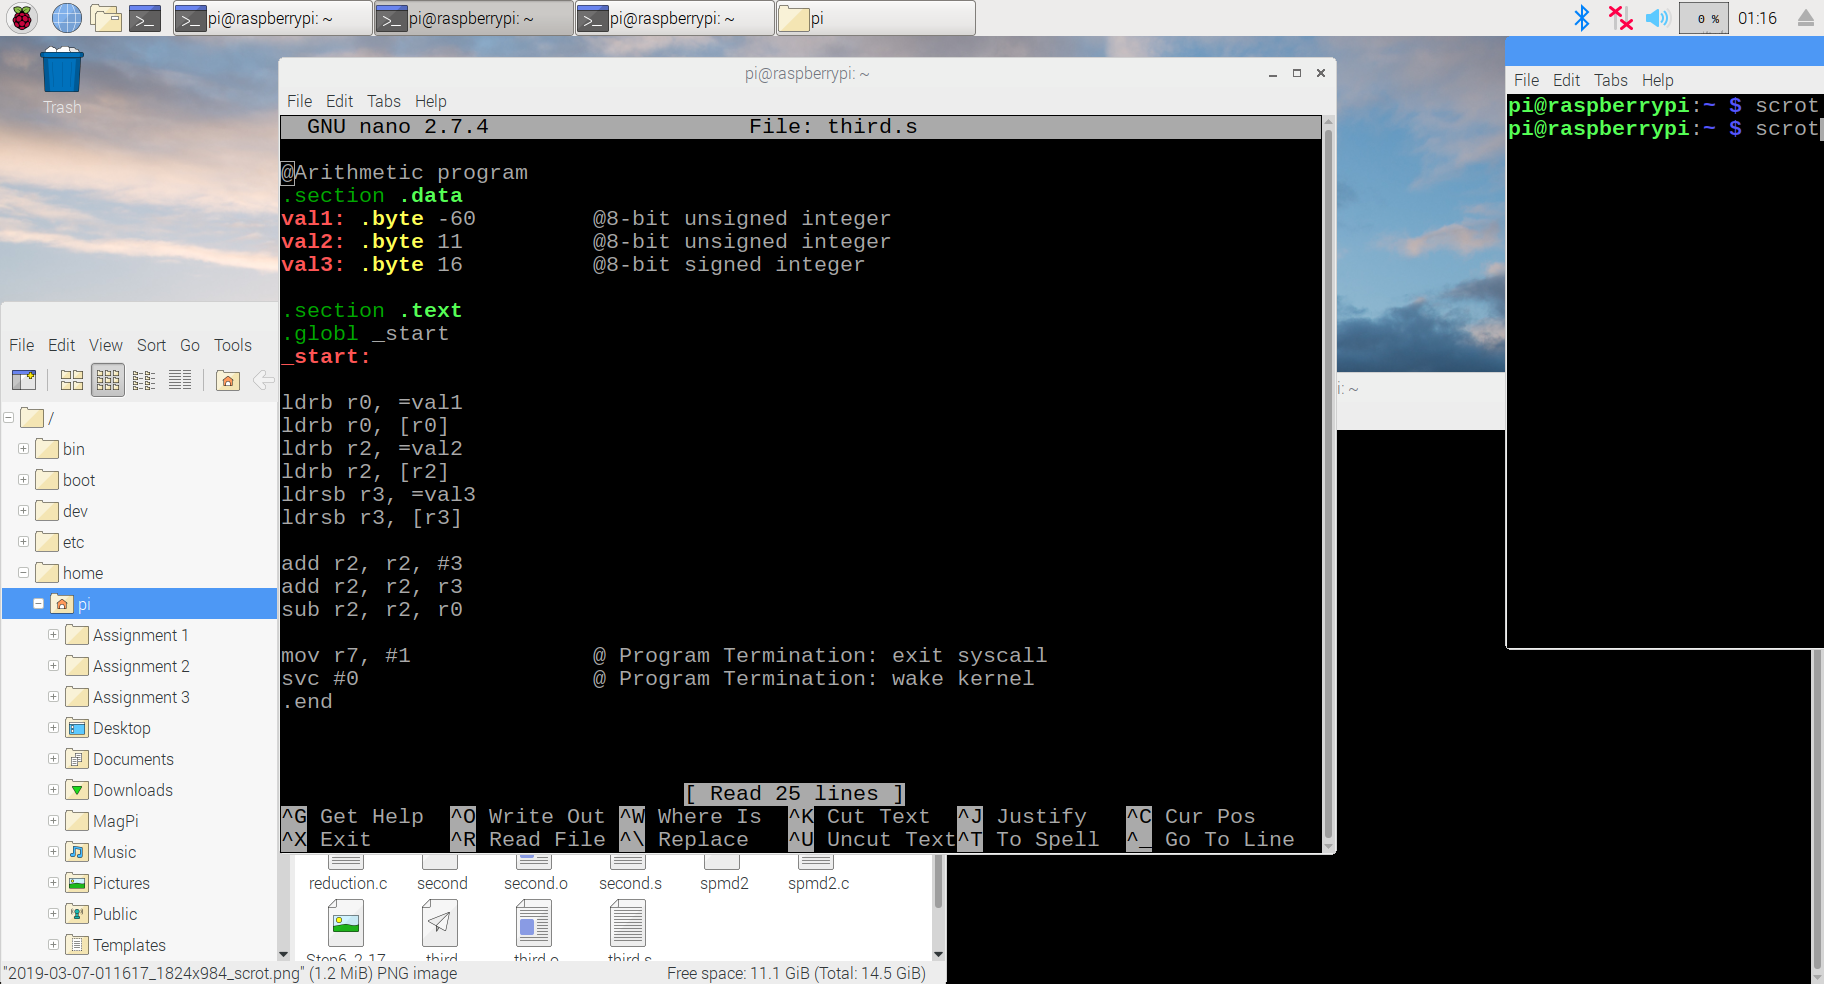 pi@raspberrypi: ~
pi@raspberrypi: ~
pi@raspberrypi: ~
pi
0 %
01:16
Trash
pi@raspberrypi: ~
File Edit Tabs Help
GNU nano 2.7.4 File: third.s
@Arithmetic program
.section .data
val1: .byte -60 @8-bit unsigned integer
val2: .byte 11 @8-bit unsigned integer
val3: .byte 16 @8-bit signed integer
.section .text
.globl _start
_start:
ldrb r0, =val1
ldrb r0, [r0]
ldrb r2, =val2
ldrb r2, [r2]
ldrsb r3, =val3
ldrsb r3, [r3]
add r2, r2, #3
add r2, r2, r3
sub r2, r2, r0
mov r7, #1 @ Program Termination: exit syscall
svc #0 @ Program Termination: wake kernel
.end
[ Read 25 lines ]
^G Get Help ^O Write Out ^W Where Is ^K Cut Text ^J Justify ^C Cur Pos
^X Exit ^R Read File ^\ Replace ^U Uncut Text ^T To Spell ^_ Go To Line
File Edit Tabs Help
pi@raspberrypi:~ $ scrot
pi@raspberrypi:~ $ scrot
i: ~
File Edit View Sort Go Tools
/
bin
boot
dev
etc
home
pi
Assignment 1
Assignment 2
Assignment 3
Desktop
Documents
Downloads
MagPi
Music
Pictures
Public
Templates
reduction.c second second.o second.s spmd2 spmd2.c
Step6_2.17 third third.o third.s
"2019-03-07-011617_1824x984_scrot.png" (1.2 MiB) PNG image Free space: 11.1 GiB (Total: 14.5 GiB)